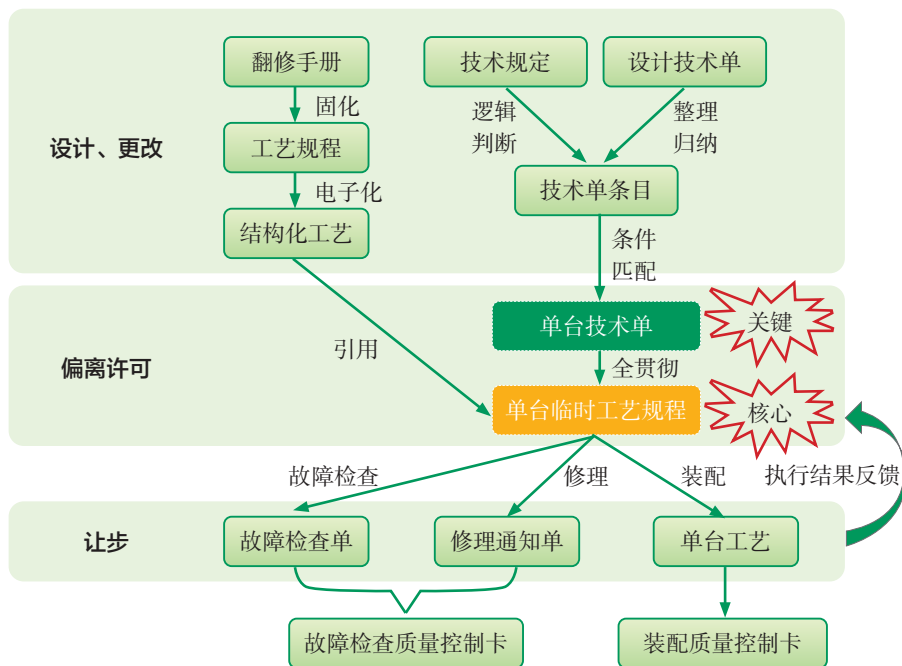 翻修手册
技术规定
设计技术单
固化
逻辑
判断
整理
归纳
设计、更改
工艺规程
电子化
技术单条目
结构化工艺
条件
匹配
单台技术单
关键
引用
全贯彻
偏离许可
单台临时工艺规程
核心
故障检查
修理
装配
执行结果反馈
让步
故障检查单
修理通知单
单台工艺
故障检查质量控制卡
装配质量控制卡